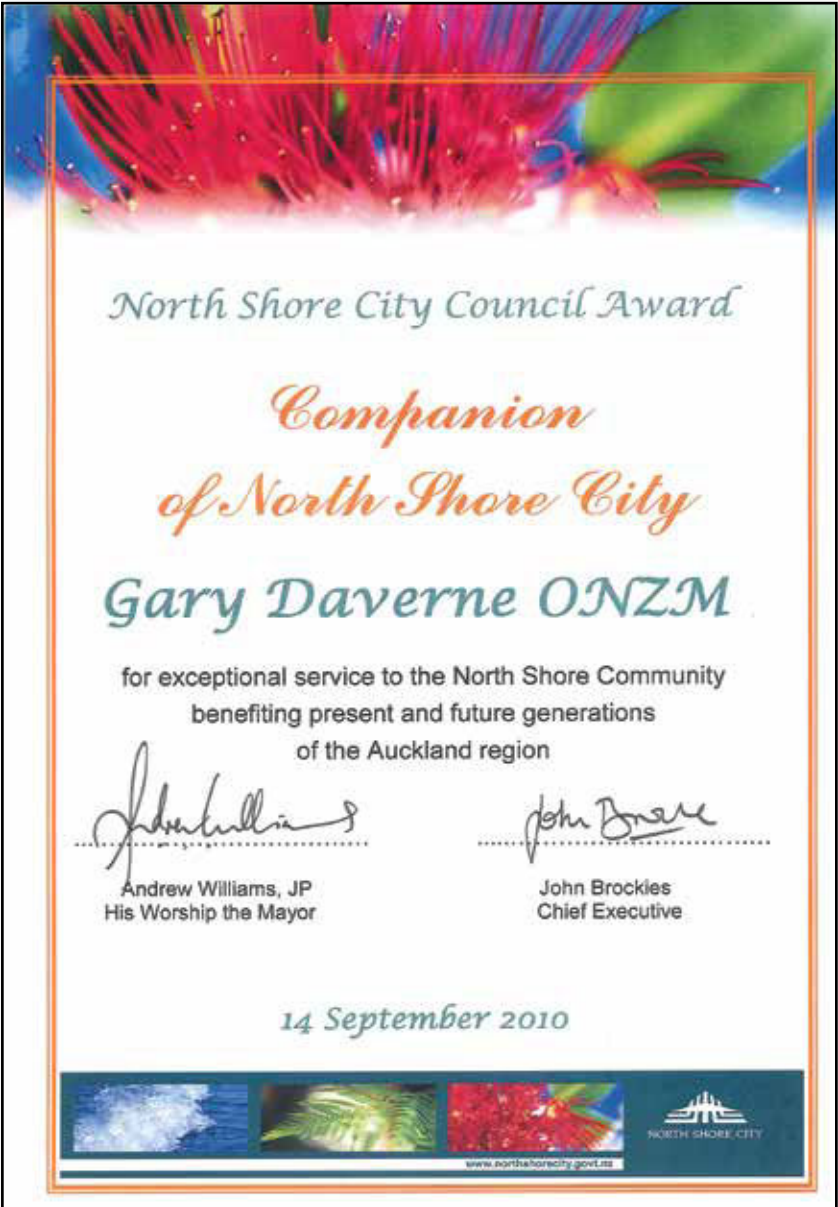 North Shore City Council Award
Companion
of North Shore City
Gary Daverne ONZM
for exceptional service to the North Shore Community
benefiting present and future generations
of the Auckland region
Andrew Williams, JP
His Worship the Mayor
John Brockies
Chief Executive
14 September 2010
NORTH SHORE CITY
www.northshorecity.govt.nz